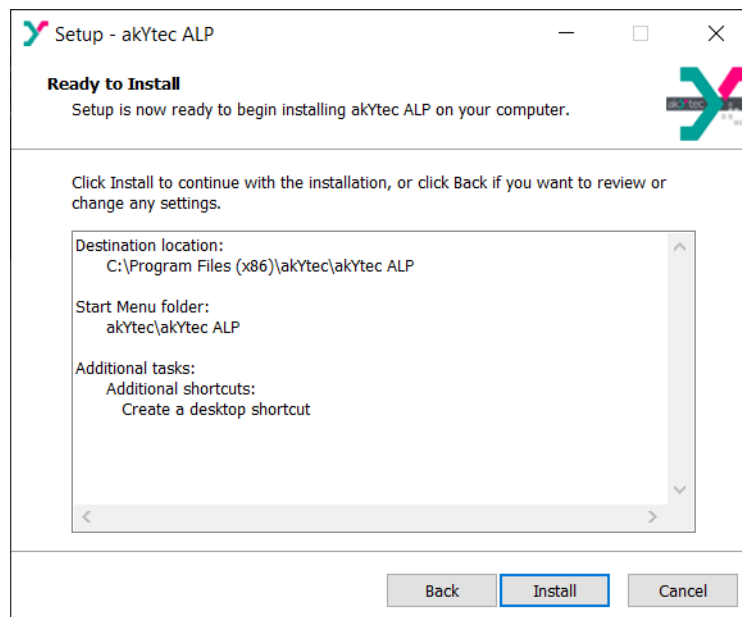 Setup - akYtec ALP
Ready to Install
Setup is now ready to begin installing akYtec ALP on your computer.
akYtec
Click Install to continue with the installation, or click Back if you want to review or
change any settings.
Destination location:
C:\Program Files (x86)\akYtec\akYtec ALP
Start Menu folder:
akYtec\akYtec ALP
Additional tasks:
Additional shortcuts:
Create a desktop shortcut
Back
Install
Cancel